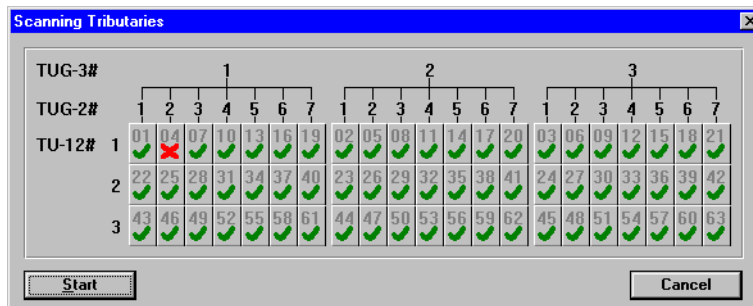 Scanning Tributaries
TUG-3# 1 2 3
TUG-2# 1 2 3 4 5 6 7 1 2 3 4 5 6 7 1 2 3 4 5 6 7
TU-12# 1 01 04 07 10 13 16 19 02 05 08 11 14 17 20 03 06 09 12 15 18 21
2 22 25 28 31 34 37 40 23 26 29 32 35 38 41 24 27 30 33 36 39 42
3 43 46 49 52 55 58 61 44 47 50 53 56 59 62 45 48 51 54 57 60 63
Start Cancel